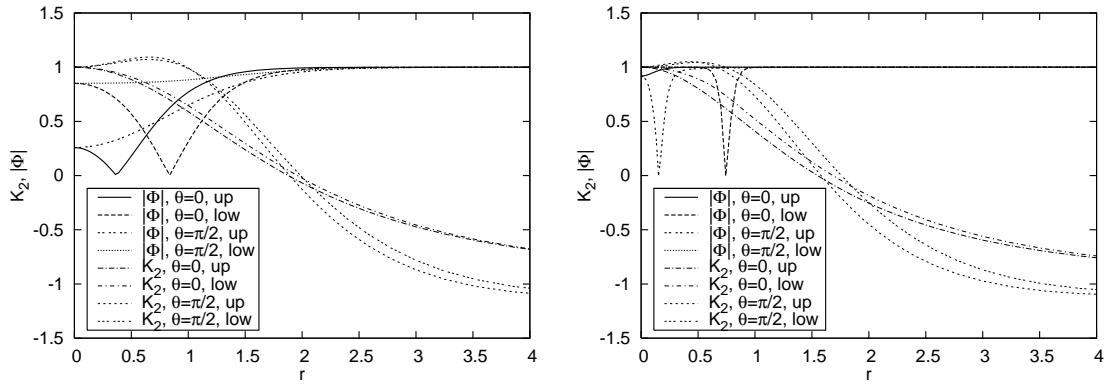 1.5
1
0.5
0
-0.5
-1
-1.5
K₂, |Φ|
|Φ|, θ=0, up
|Φ|, θ=0, low
|Φ|, θ=π/2, up
|Φ|, θ=π/2, low
K₂, θ=0, up
K₂, θ=0, low
K₂, θ=π/2, up
K₂, θ=π/2, low
0 0.5 1 1.5 2 2.5 3 3.5 4
r
1.5
1
0.5
0
-0.5
-1
-1.5
K₂, |Φ|
|Φ|, θ=0, up
|Φ|, θ=0, low
|Φ|, θ=π/2, up
|Φ|, θ=π/2, low
K₂, θ=0, up
K₂, θ=0, low
K₂, θ=π/2, up
K₂, θ=π/2, low
0 0.5 1 1.5 2 2.5 3 3.5 4
r